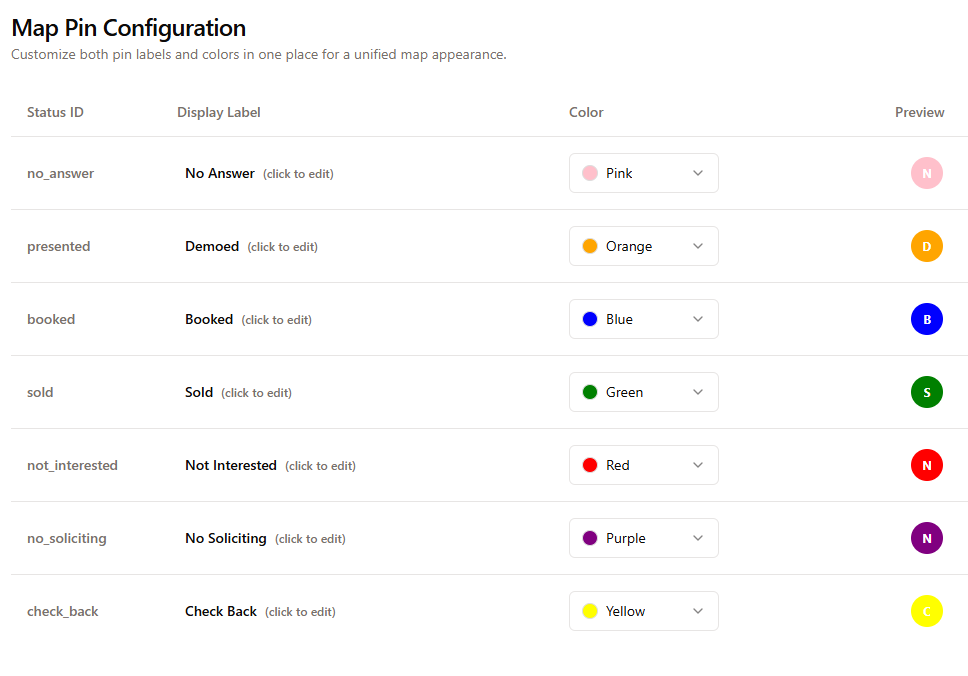 Map Pin Configuration
Customize both pin labels and colors in one place for a unified map appearance.
Status ID Display Label Color Preview
no_answer No Answer (click to edit) Pink N
presented Demoed (click to edit) Orange D
booked Booked (click to edit) Blue B
sold Sold (click to edit) Green S
not_interested Not Interested (click to edit) Red N
no_soliciting No Soliciting (click to edit) Purple N
check_back Check Back (click to edit) Yellow C